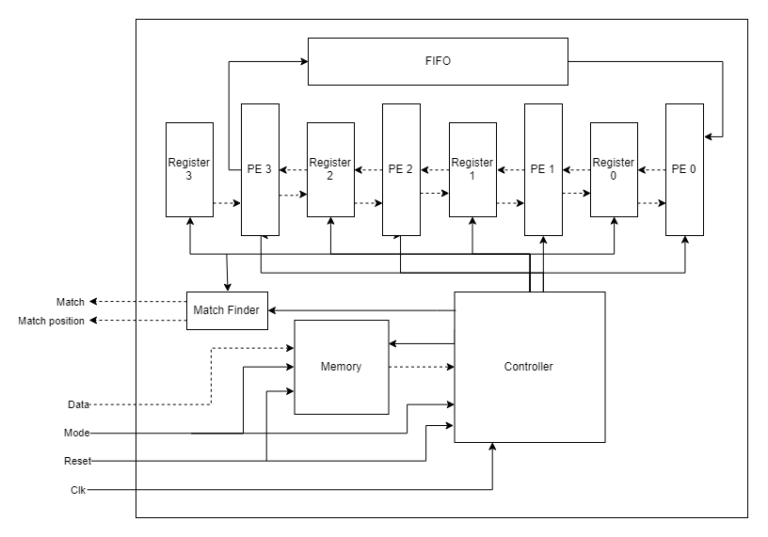 FIFO
Register
3
PE 3
Register
2
PE 2
Register
1
PE 1
Register
0
PE 0
Match
Match position
Match Finder
Memory
Controller
Data
Mode
Reset
Clk